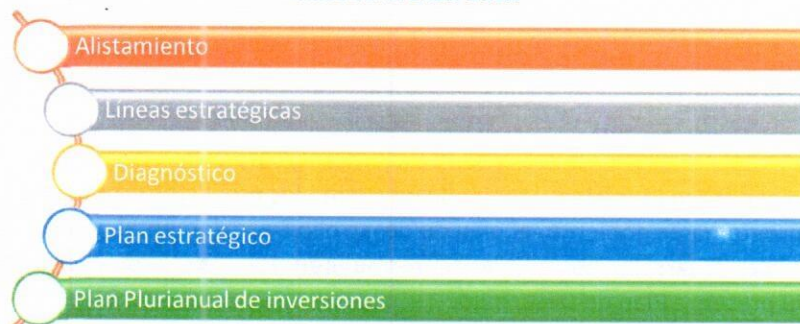 Alistamiento
Líneas estratégicas
Diagnóstico
Plan estratégico
Plan Plurianual de inversiones